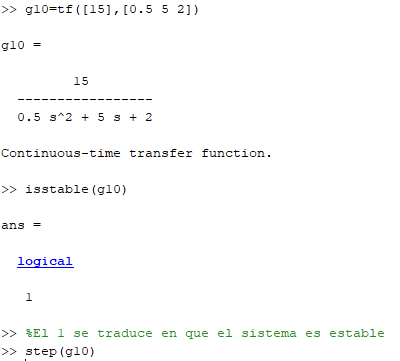 >> g10=tf([15],[0.5 5 2])
g10 =
15
-----------------
0.5 s^2 + 5 s + 2
Continuous-time transfer function.
>> isstable(g10)
ans =
logical
1
>> %El 1 se traduce en que el sistema es estable
>> step(g10)